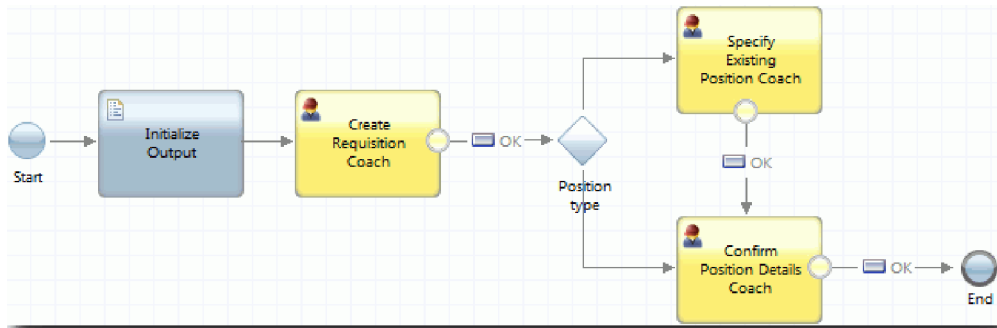 Start
Initialize
Output
Create
Requisition
Coach
OK
Position
type
Specify
Existing
Position Coach
OK
Confirm
Position Details
Coach
OK
End